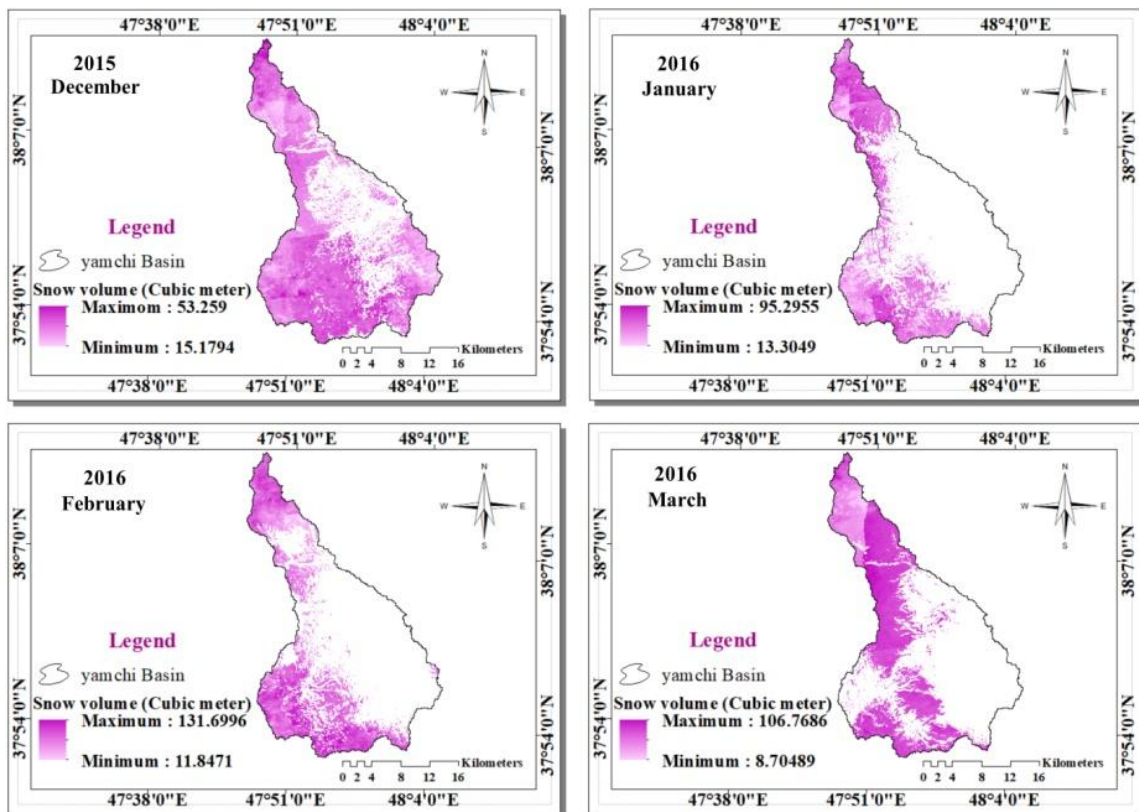 47°38'0"E 47°51'0"E 48°4'0"E
2015
December
N
W E
S
38°7'0"N
38°7'0"N
Legend
yamchi Basin
Snow volume (Cubic meter)
Maximom : 53.259
Minimum : 15.1794
37°54'0"N
37°54'0"N
Kilometers
0 2 4 8 12 16
47°38'0"E 47°51'0"E 48°4'0"E
47°38'0"E 47°51'0"E 48°4'0"E
2016
January
N
W E
S
38°7'0"N
38°7'0"N
Legend
yamchi Basin
Snow volume (Cubic meter)
Maximum : 95.2955
Minimum : 13.3049
37°54'0"N
37°54'0"N
Kilometers
0 2 4 8 12 16
47°38'0"E 47°51'0"E 48°4'0"E
47°38'0"E 47°51'0"E 48°4'0"E
2016
February
N
W E
S
38°7'0"N
38°7'0"N
Legend
yamchi Basin
Snow volume (Cubic meter)
Maximum : 131.6996
Minimum : 11.8471
37°54'0"N
37°54'0"N
Kilometers
0 2 4 8 12 16
47°38'0"E 47°51'0"E 48°4'0"E
47°38'0"E 47°51'0"E 48°4'0"E
2016
March
N
W E
S
38°7'0"N
38°7'0"N
Legend
yamchi Basin
Snow volume (Cubic meter)
Maximum : 106.7686
Minimum : 8.70489
37°54'0"N
37°54'0"N
Kilometers
0 2 4 8 12 16
47°38'0"E 47°51'0"E 48°4'0"E